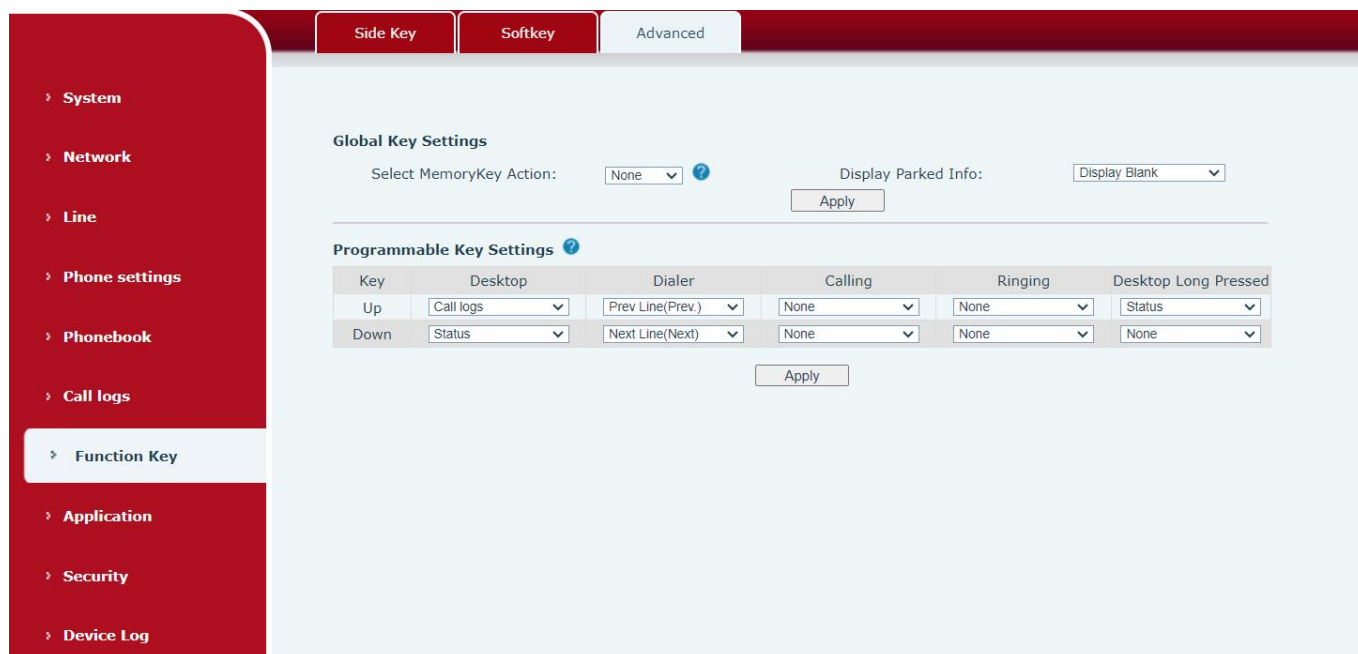 Side Key Softkey Advanced
System
Network
Line
Phone settings
Phonebook
Call logs
Function Key
Application
Security
Device Log
Global Key Settings
Select MemoryKey Action: None ? Display Parked Info: Display Blank
Apply
Programmable Key Settings ?
Key Desktop Dialer Calling Ringing Desktop Long Pressed
Up Call logs Prev Line(Prev.) None None Status
Down Status Next Line(Next) None None None
Apply